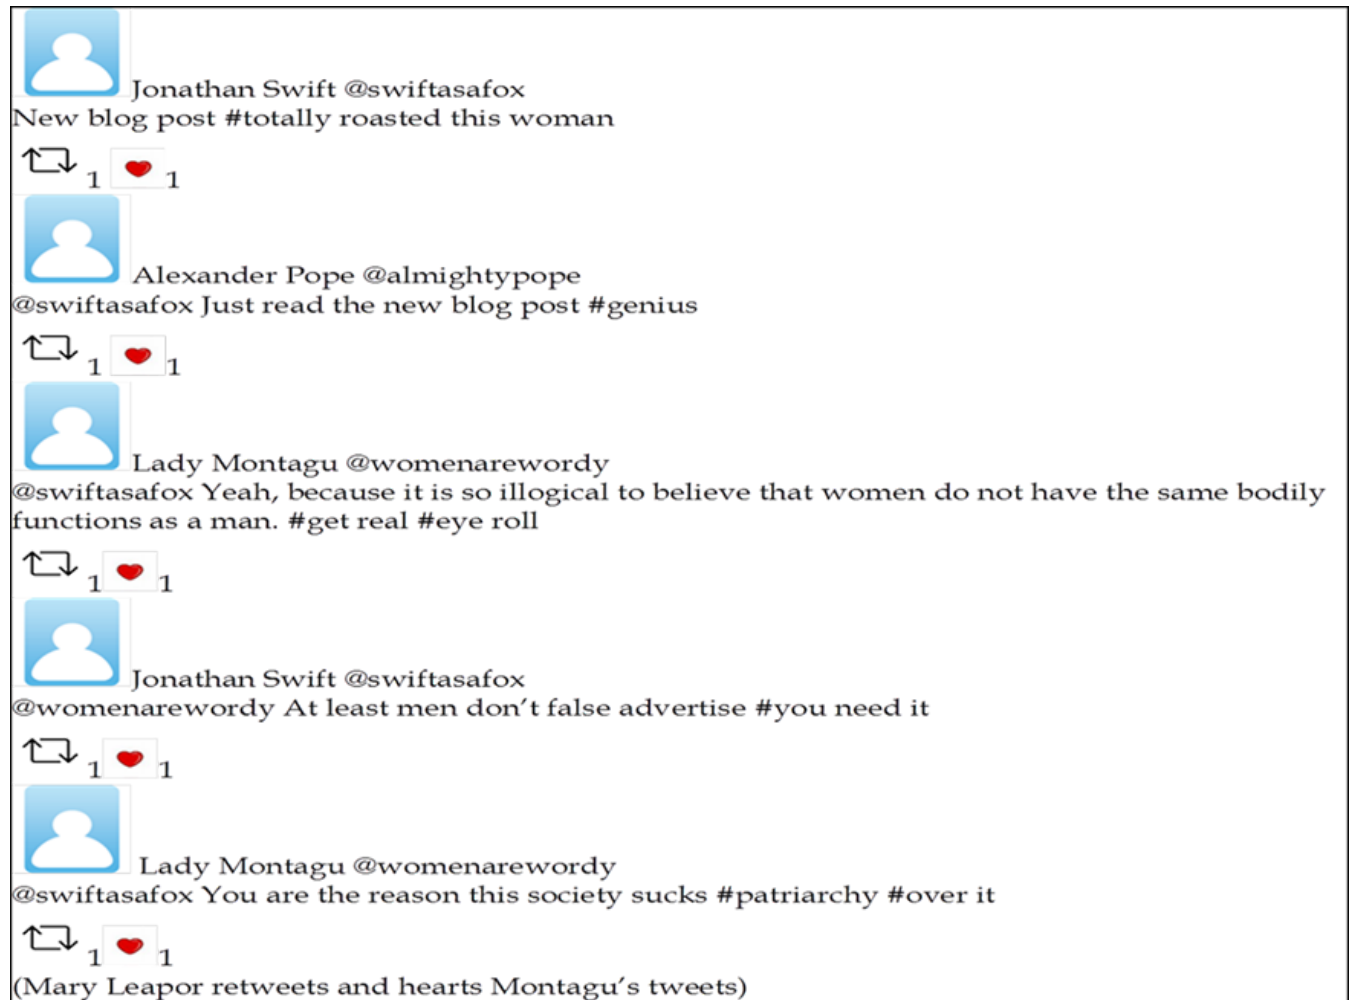 Jonathan Swift @swiftasafox
New blog post #totally roasted this woman
1 1
Alexander Pope @almightypope
@swiftasafox Just read the new blog post #genius
1 1
Lady Montagu @womenarewordy
@swiftasafox Yeah, because it is so illogical to believe that women do not have the same bodily
functions as a man. #get real #eye roll
1 1
Jonathan Swift @swiftasafox
@womenarewordy At least men don’t false advertise #you need it
1 1
Lady Montagu @womenarewordy
@swiftasafox You are the reason this society sucks #patriarchy #over it
1 1
(Mary Leapor retweets and hearts Montagu’s tweets)